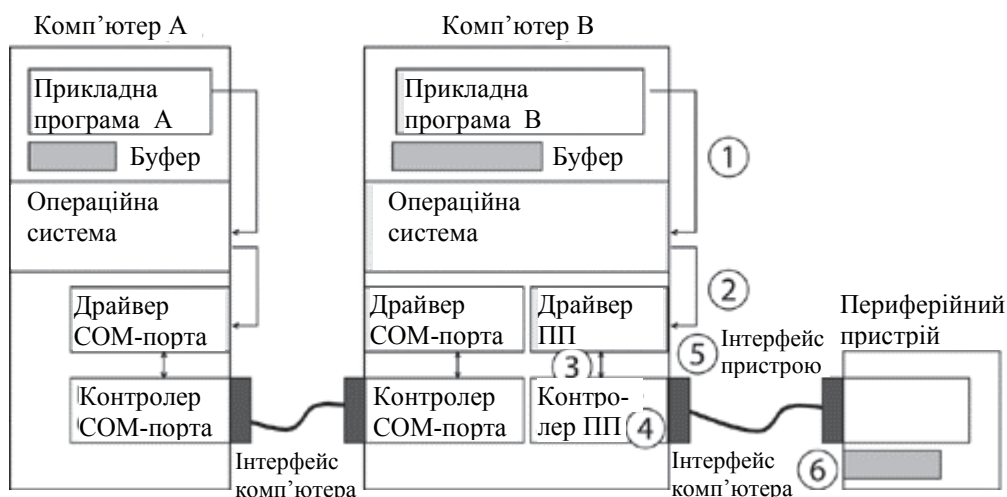 Комп’ютер А
Прикладна
програма А
Буфер
Операційна
система
Драйвер
СОМ-порта
Контролер
СОМ-порта
Інтерфейс
комп’ютера
Комп’ютер В
Прикладна
програма В
Буфер
Операційна
система
Драйвер
СОМ-порта
Драйвер
ПП
Контролер
СОМ-порта
Контро-
лер ПП
1
2
3
4
5
Інтерфейс
пристрою
Інтерфейс
комп’ютера
Периферійний
пристрій
6